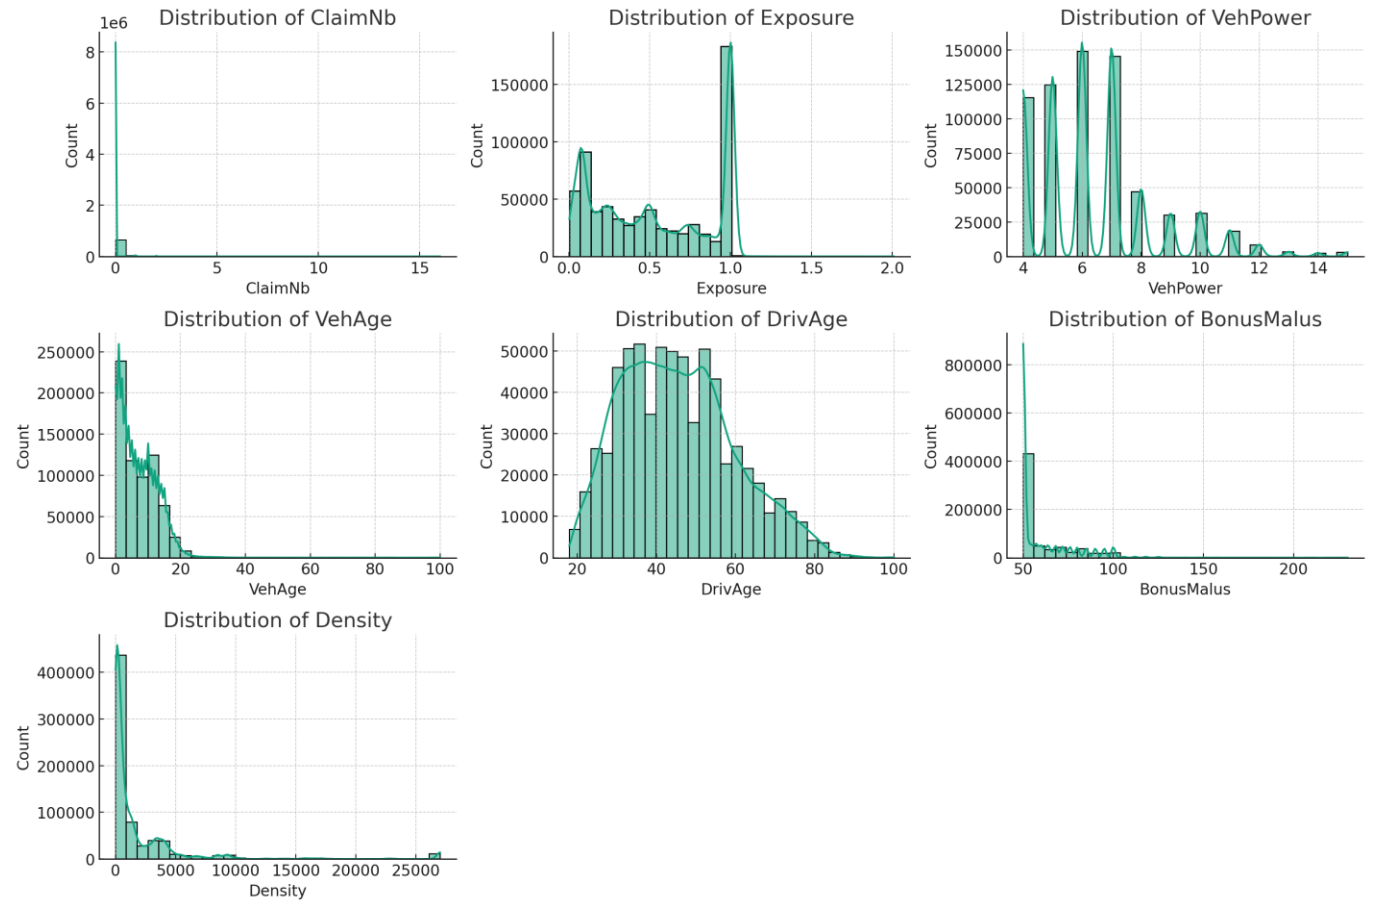 Distribution of ClaimNb
1e6
8
6
4
2
0
Count
0 5 10 15
ClaimNb
Distribution of Exposure
150000
100000
50000
0
Count
0.0 0.5 1.0 1.5 2.0
Exposure
Distribution of VehPower
150000
125000
100000
75000
50000
25000
0
Count
4 6 8 10 12 14
VehPower
Distribution of VehAge
250000
200000
150000
100000
50000
0
Count
0 20 40 60 80 100
VehAge
Distribution of DrivAge
50000
40000
30000
20000
10000
0
Count
20 40 60 80 100
DrivAge
Distribution of BonusMalus
800000
600000
400000
200000
0
Count
50 100 150 200
BonusMalus
Distribution of Density
400000
300000
200000
100000
0
Count
0 5000 10000 15000 20000 25000
Density